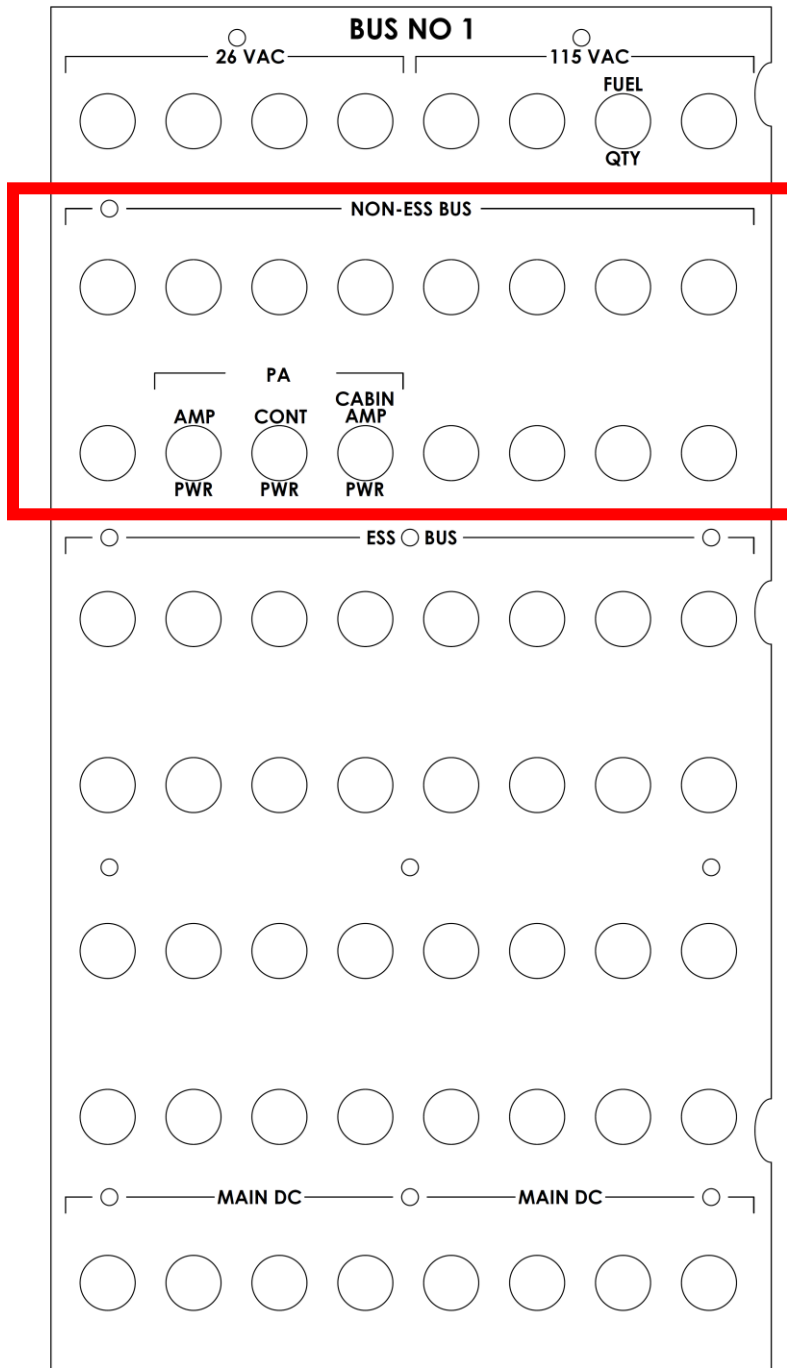 BUS NO 1
26 VAC
115 VAC
FUEL
QTY
NON-ESS BUS
PA
AMP
PWR
CONT
PWR
CABIN
AMP
PWR
ESS BUS
MAIN DC
MAIN DC